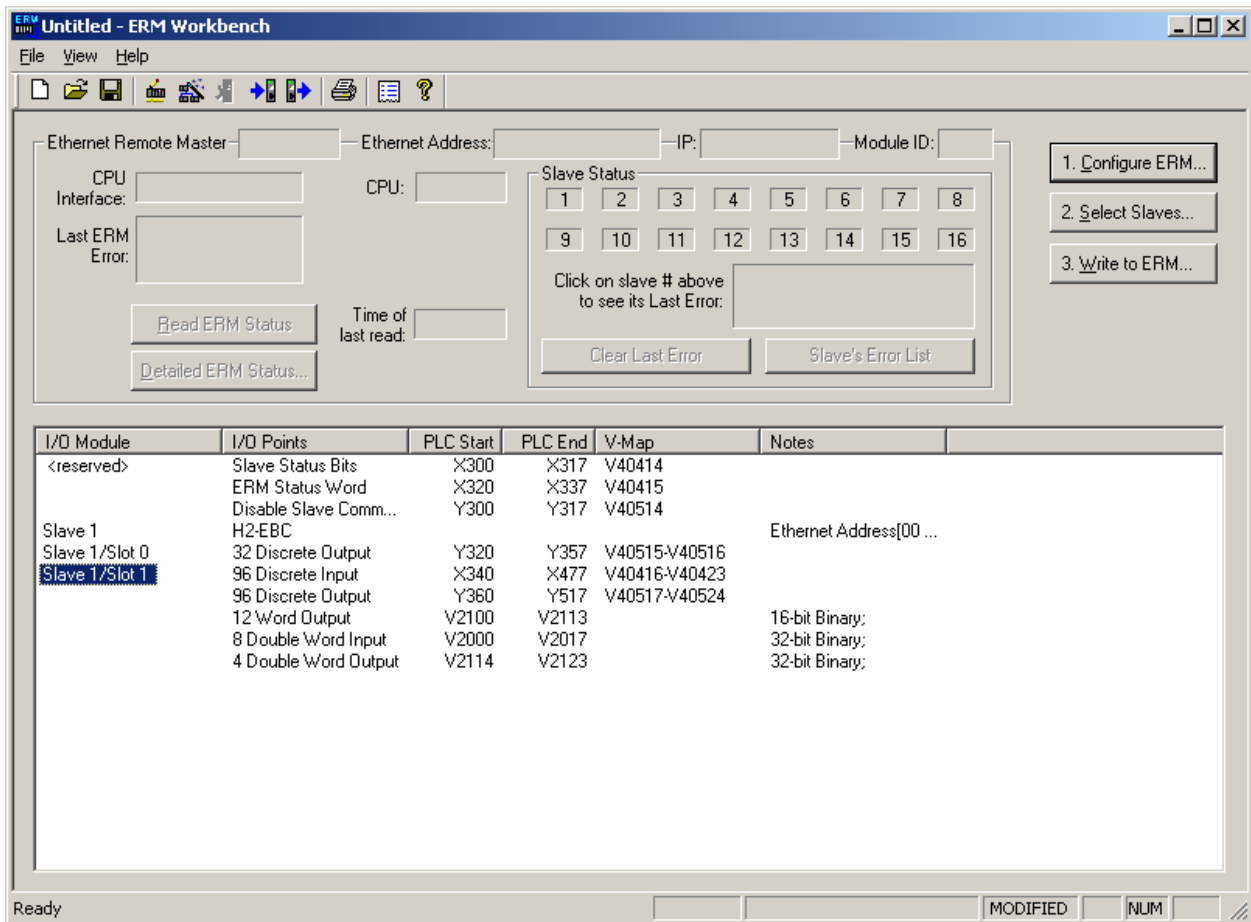 ERM Untitled - ERM Workbench
File View Help
Ethernet Remote Master Ethernet Address: IP: Module ID:
CPU Interface:
CPU:
Last ERM Error:
Read ERM Status
Detailed ERM Status...
Time of last read:
Slave Status
1 2 3 4 5 6 7 8
9 10 11 12 13 14 15 16
Click on slave # above to see its Last Error:
Clear Last Error Slave's Error List
1. Configure ERM...
2. Select Slaves...
3. Write to ERM...
I/O Module I/O Points PLC Start PLC End V-Map Notes
<reserved> Slave Status Bits X300 X317 V40414
ERM Status Word X320 X337 V40415
Disable Slave Comm... Y300 Y317 V40514
Slave 1 H2-EBC Ethernet Address[00 ...
Slave 1/Slot 0 32 Discrete Output Y320 Y357 V40515-V40516
Slave 1/Slot 1 96 Discrete Input X340 X477 V40416-V40423
96 Discrete Output Y360 Y517 V40517-V40524
12 Word Output V2100 V2113 16-bit Binary;
8 Double Word Input V2000 V2017 32-bit Binary;
4 Double Word Output V2114 V2123 32-bit Binary;
Ready MODIFIED NUM